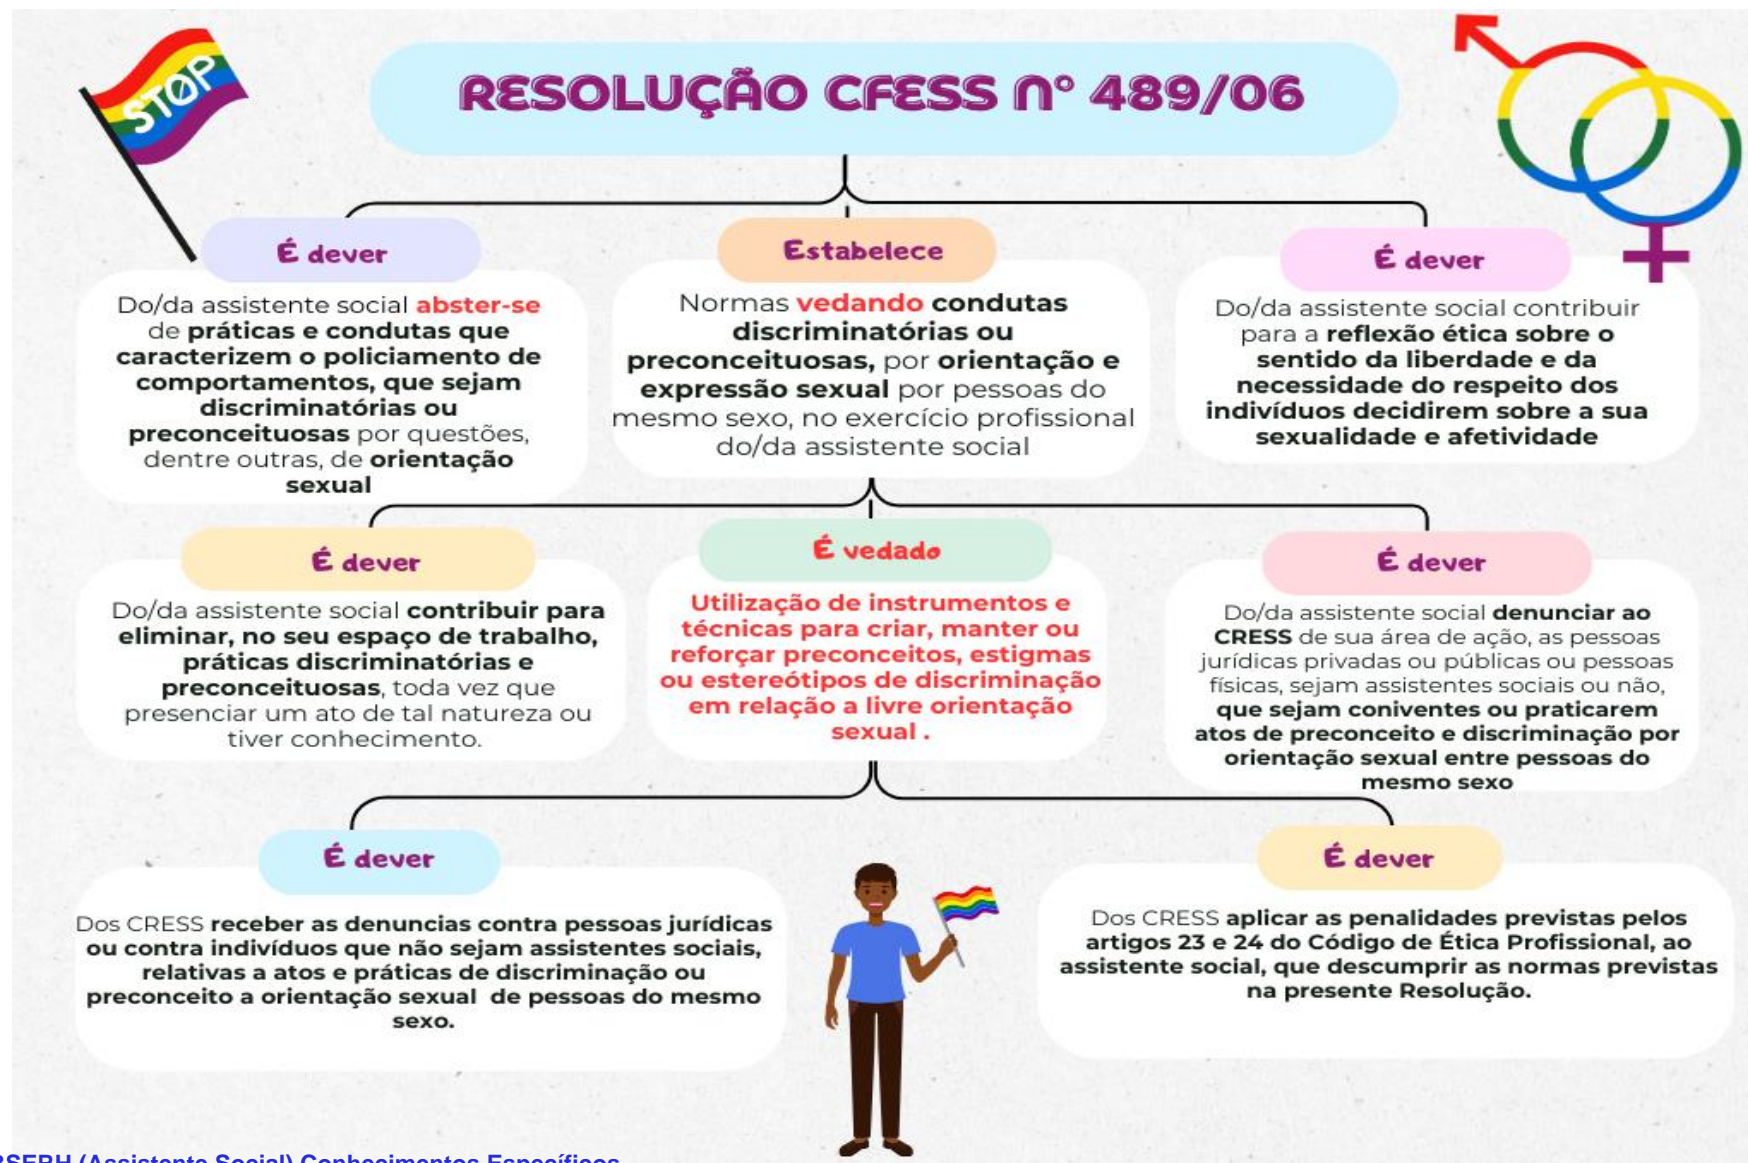 STOP
RESOLUÇÃO CFESS Nº 489/06
É dever
Do/da assistente social abster-se
de práticas e condutas que
caracterizem o policiamento de
comportamentos, que sejam
discriminatórias ou
preconceituosas por questões,
dentre outras, de orientação
sexual
Estabelece
Normas vedando condutas
discriminatórias ou
preconceituosas, por orientação e
expressão sexual por pessoas do
mesmo sexo, no exercício profissional
do/da assistente social
É dever
Do/da assistente social contribuir
para a reflexão ética sobre o
sentido da liberdade e da
necessidade do respeito dos
indivíduos decidirem sobre a sua
sexualidade e afetividade
É dever
Do/da assistente social contribuir para
eliminar, no seu espaço de trabalho,
práticas discriminatórias e
preconceituosas, toda vez que
presenciar um ato de tal natureza ou
tiver conhecimento.
É vedado
Utilização de instrumentos e
técnicas para criar, manter ou
reforçar preconceitos, estigmas
ou estereótipos de discriminação
em relação a livre orientação
sexual .
É dever
Do/da assistente social denunciar ao
CRESS de sua área de ação, as pessoas
jurídicas privadas ou públicas ou pessoas
físicas, sejam assistentes sociais ou não,
que sejam coniventes ou praticarem
atos de preconceito e discriminação por
orientação sexual entre pessoas do
mesmo sexo
É dever
Dos CRESS receber as denuncias contra pessoas jurídicas
ou contra indivíduos que não sejam assistentes sociais,
relativas a atos e práticas de discriminação ou
preconceito a orientação sexual de pessoas do mesmo
sexo.
É dever
Dos CRESS aplicar as penalidades previstas pelos
artigos 23 e 24 do Código de Ética Profissional, ao
assistente social, que descumprir as normas previstas
na presente Resolução.
(Assistente Social) Conhecimentos Específicos